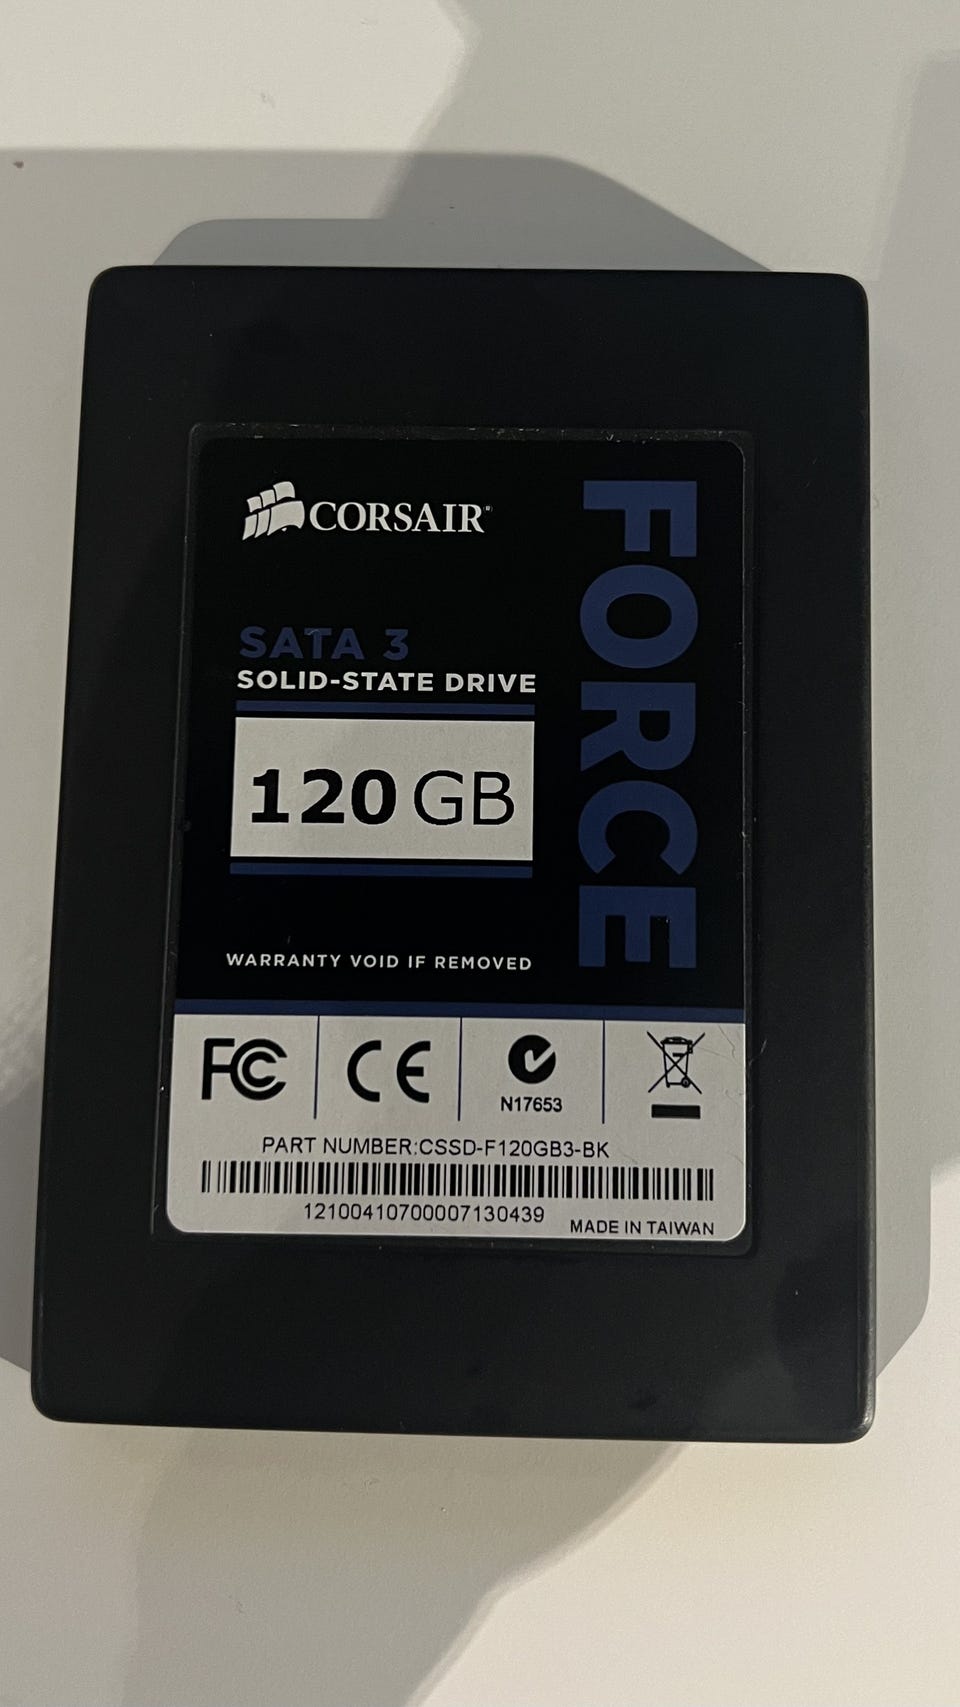 CORSAIR
FORCE
SATA 3
SOLID-STATE DRIVE
120 GB
WARRANTY VOID IF REMOVED
FC CE
N17653
PART NUMBER:CSSD-F120GB3-BK
12100410700007130439
MADE IN TAIWAN